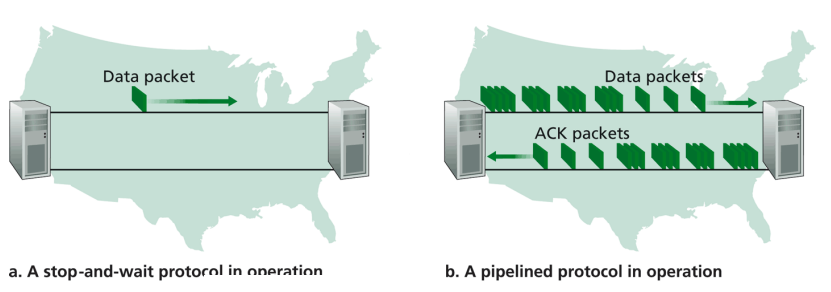 Data packet
Data packets
ACK packets
a. A stop-and-wait protocol in operation
b. A pipelined protocol in operation